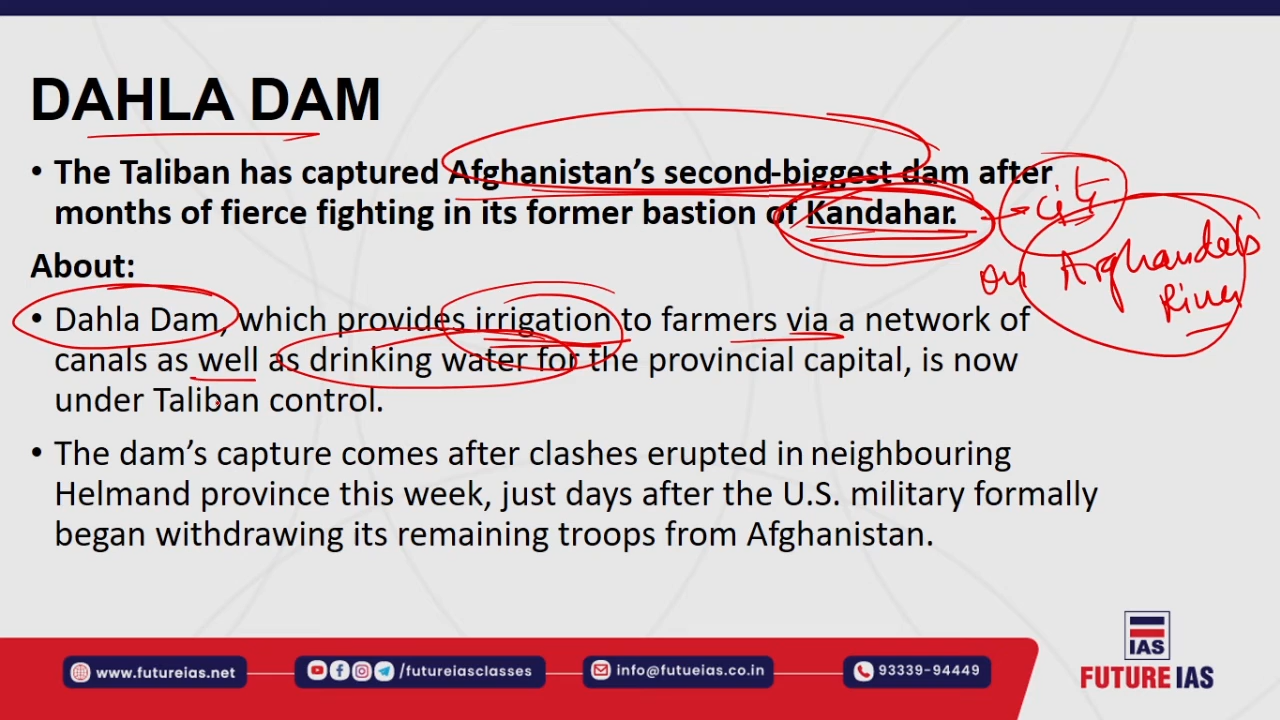 DAHLA DAM
• The Taliban has captured Afghanistan's second-biggest dam after
months of fierce fighting in its former bastion of Kandahar.
city
on Arghandab
River
About:
• Dahla Dam, which provides irrigation to farmers via a network of
canals as well as drinking water for the provincial capital, is now
under Taliban control.
• The dam's capture comes after clashes erupted in neighbouring
Helmand province this week, just days after the U.S. military formally
began withdrawing its remaining troops from Afghanistan.
www.futureias.net
/futureiasclasses
info@futueias.co.in
93339-94449
IAS
FUTURE IAS